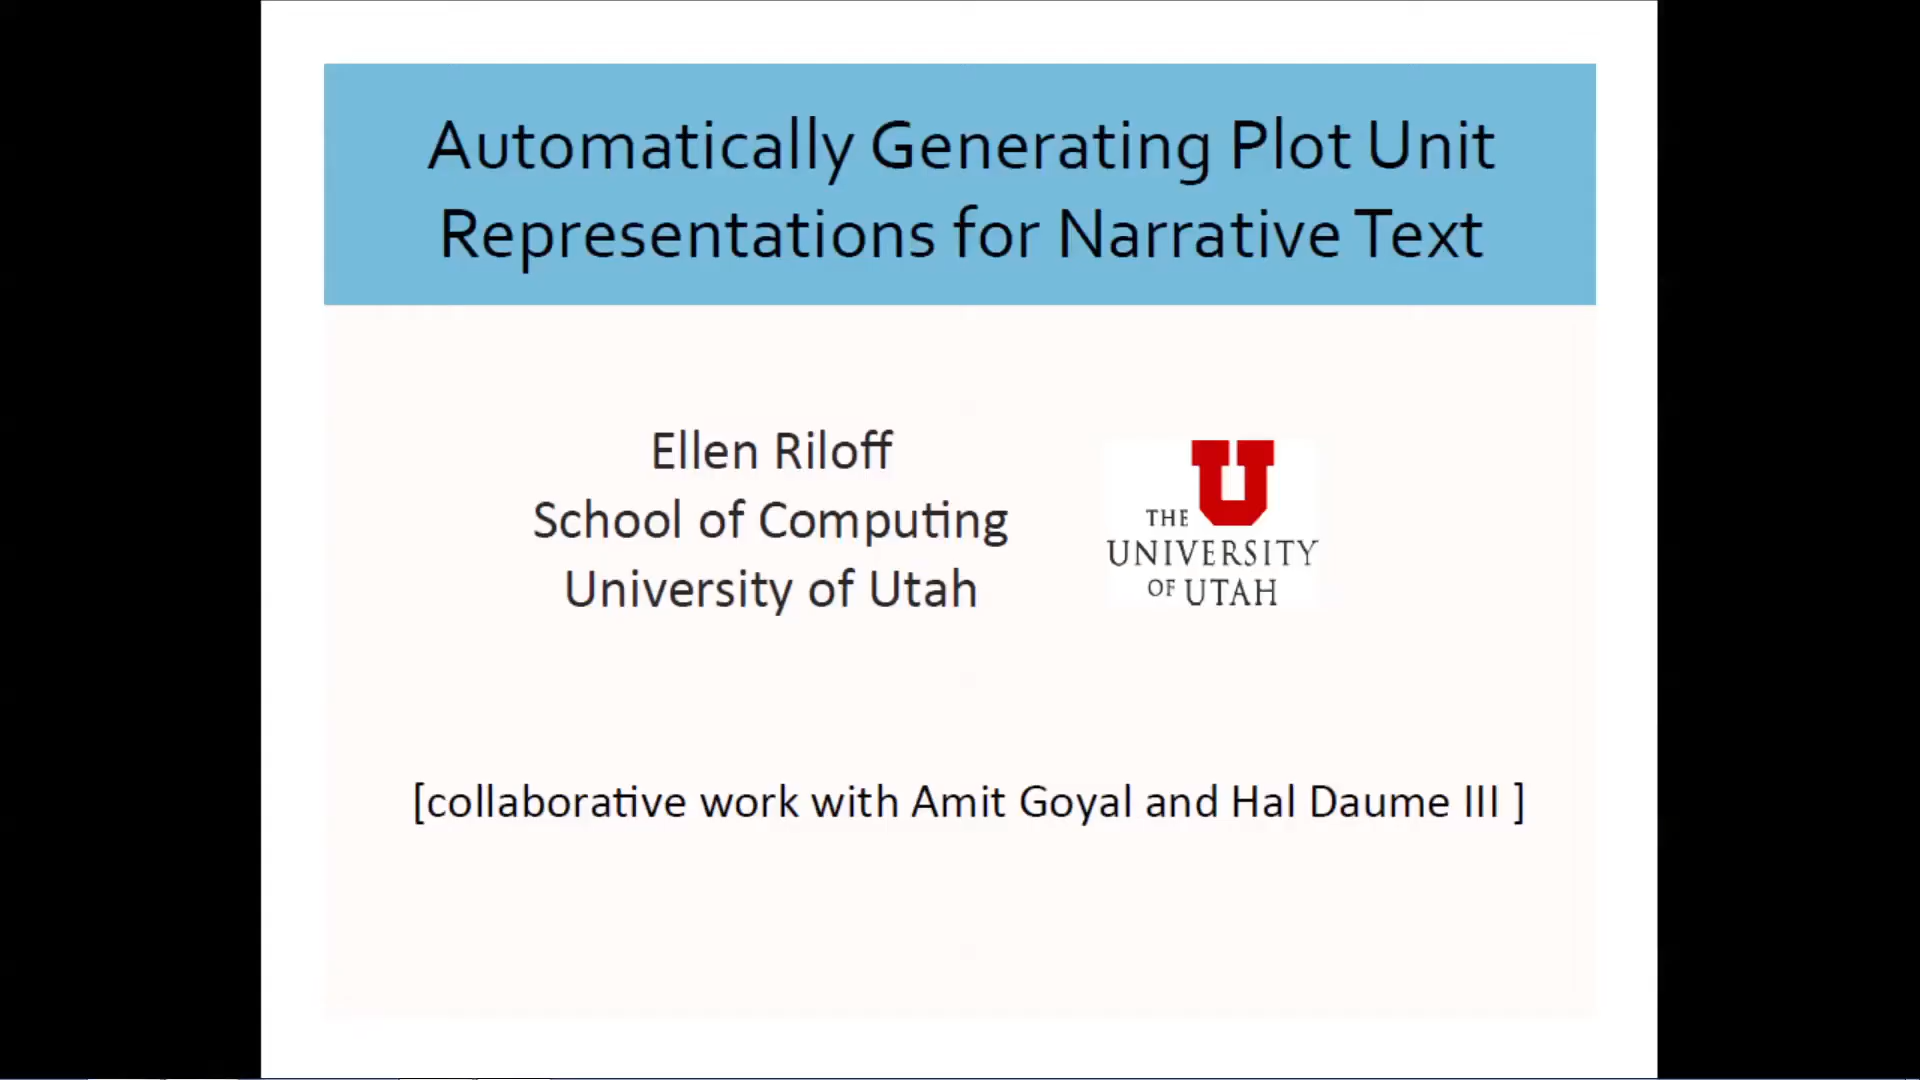 Automatically Generating Plot Unit
Representations for Narrative Text
Ellen Riloff
School of Computing
University of Utah
U
THE
UNIVERSITY
OF UTAH
[collaborative work with Amit Goyal and Hal Daume III ]